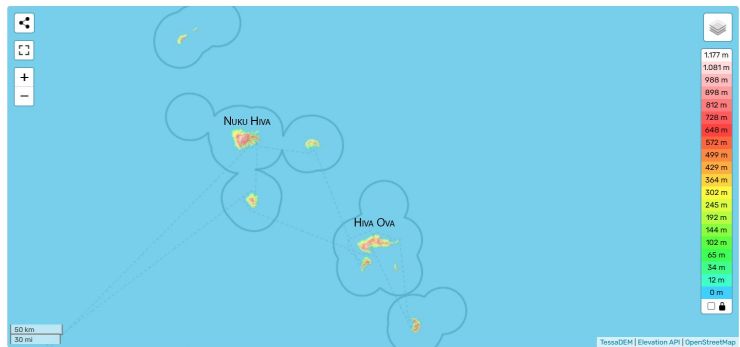 +
−
NUKU HIVA
HIVA OVA
1.177 m
1.081 m
988 m
898 m
812 m
728 m
648 m
572 m
499 m
429 m
364 m
302 m
245 m
192 m
144 m
102 m
65 m
34 m
12 m
0 m
50 km
30 mi
TessaDEM | Elevation API | OpenStreetMap